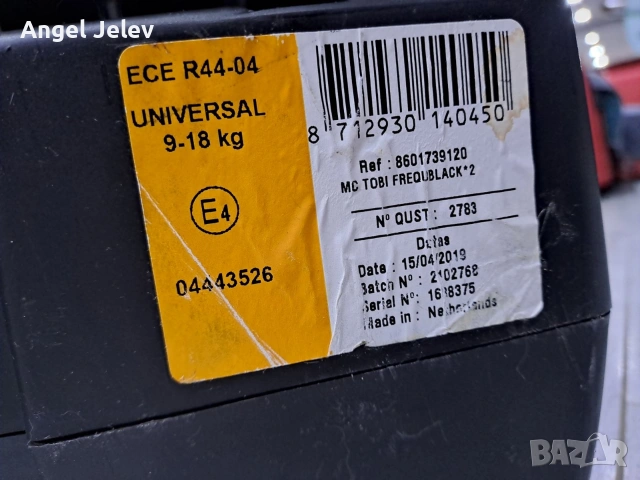 Angel Jelev
ECE R44-04
UNIVERSAL
9-18 kg
E4
04443526
8 712930 140450
Ref : 8601739120
MC TOBI FREQUBLACK*2
Nº QUST : 2783
Datas
Date : 15/04/2019
Batch Nº : 2102768
Serial Nº: 1638375
Made in : Netherlands
BAZAR